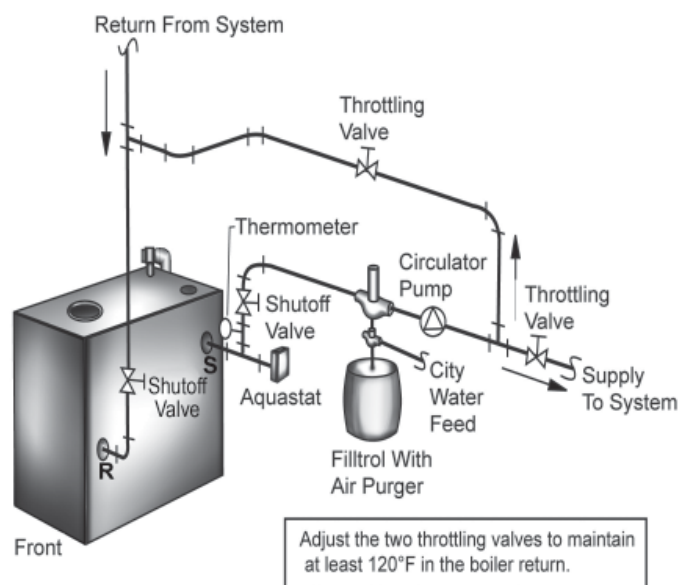 Return From System
Throttling
Valve
Thermometer
Circulator
Pump
Shutoff
Valve
Throttling
Valve
S
Shutoff
Valve
Aquastat
City
Water
Feed
Supply
To System
R
Filltrol With
Air Purger
Front
Adjust the two throttling valves to maintain
at least 120°F in the boiler return.